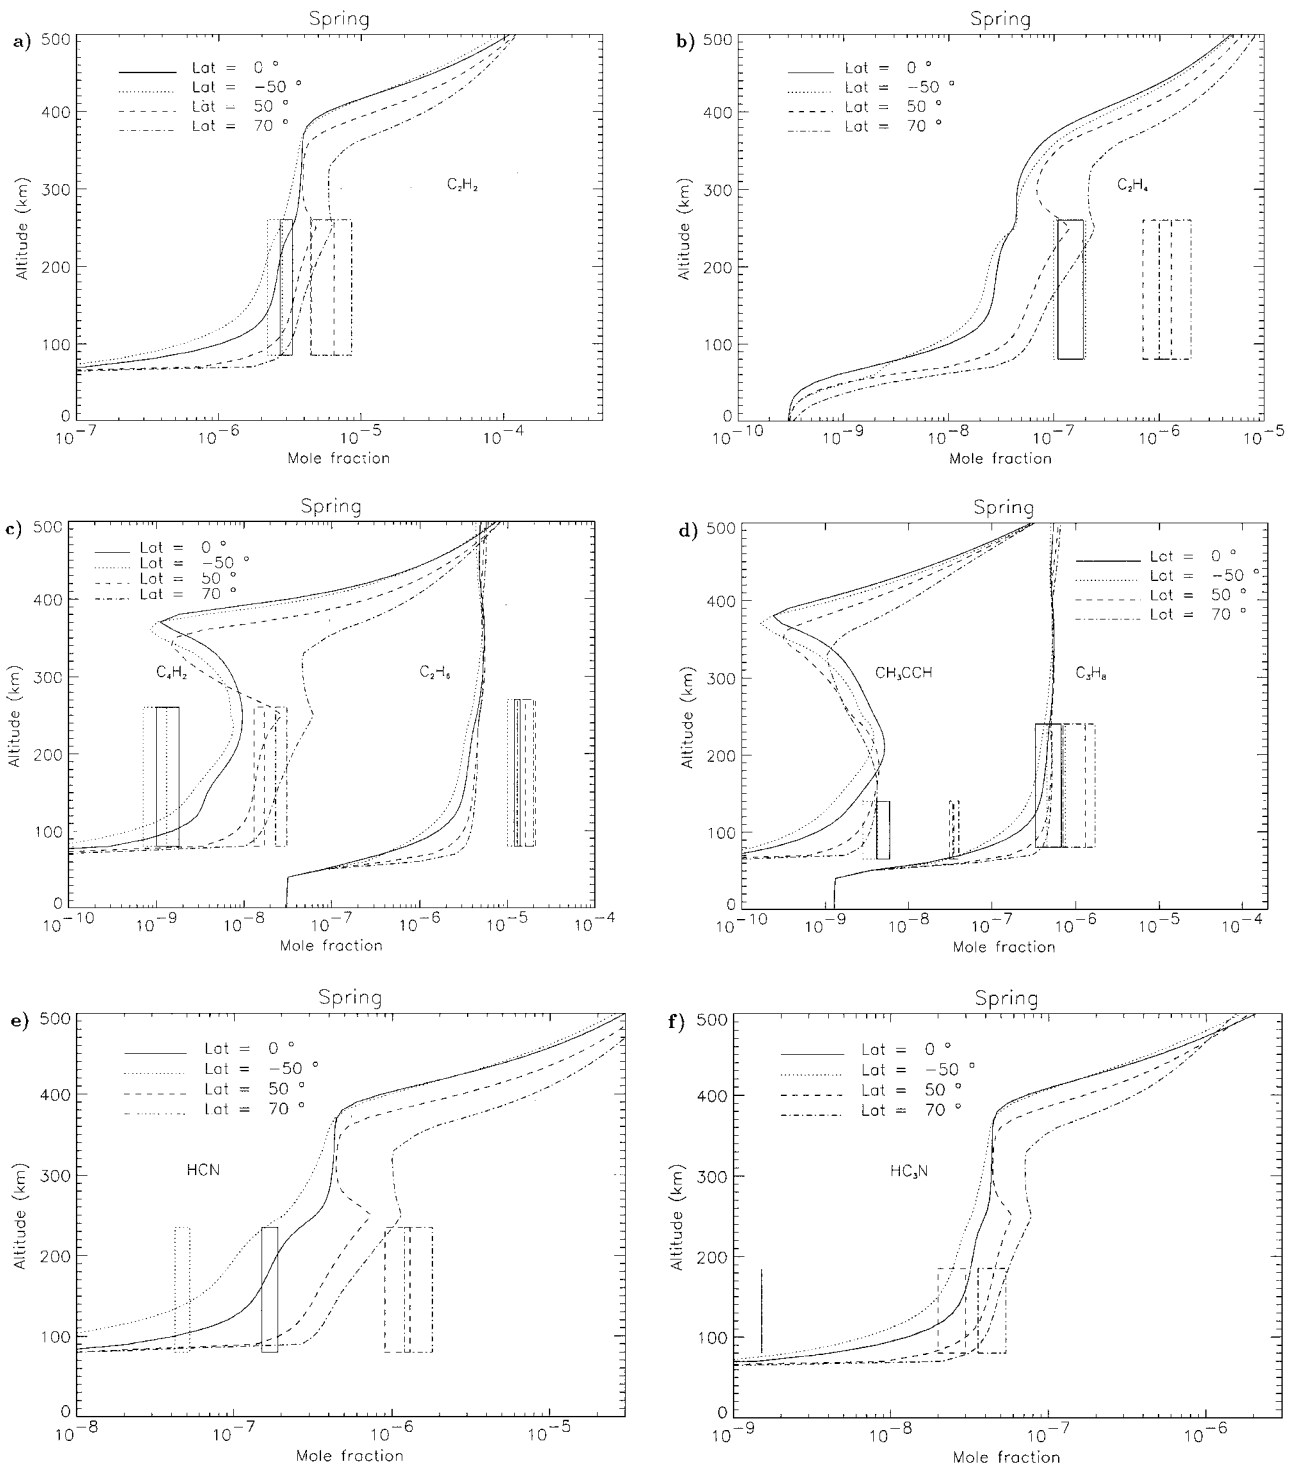 Spring
a)
500
400
300
200
100
0
Altitude (km)
Lat = 0 °
Lat = −50 °
Lat = 50 °
Lat = 70 °
C₂H₂
10⁻⁷ 10⁻⁶ 10⁻⁵ 10⁻⁴
Mole fraction
Spring
b)
500
400
300
200
100
0
Altitude (km)
Lat = 0 °
Lat = −50 °
Lat = 50 °
Lat = 70 °
C₂H₄
10⁻¹⁰ 10⁻⁹ 10⁻⁸ 10⁻⁷ 10⁻⁶ 10⁻⁵
Mole fraction
Spring
c)
500
400
300
200
100
0
Altitude (km)
Lat = 0 °
Lat = −50 °
Lat = 50 °
Lat = 70 °
C₄H₂ C₂H₆
10⁻¹⁰ 10⁻⁹ 10⁻⁸ 10⁻⁷ 10⁻⁶ 10⁻⁵ 10⁻⁴
Mole fraction
Spring
d)
500
400
300
200
100
0
Altitude (km)
Lat = 0 °
Lat = −50 °
Lat = 50 °
Lat = 70 °
CH₃CCH C₃H₈
10⁻¹⁰ 10⁻⁹ 10⁻⁸ 10⁻⁷ 10⁻⁶ 10⁻⁵ 10⁻⁴
Mole fraction
Spring
e)
500
400
300
200
100
0
Altitude (km)
Lat = 0 °
Lat = −50 °
Lat = 50 °
Lat = 70 °
HCN
10⁻⁸ 10⁻⁷ 10⁻⁶ 10⁻⁵
Mole fraction
Spring
f)
500
400
300
200
100
0
Altitude (km)
Lat = 0 °
Lat = −50 °
Lat = 50 °
Lat = 70 °
HC₃N
10⁻⁹ 10⁻⁸ 10⁻⁷ 10⁻⁶
Mole fraction